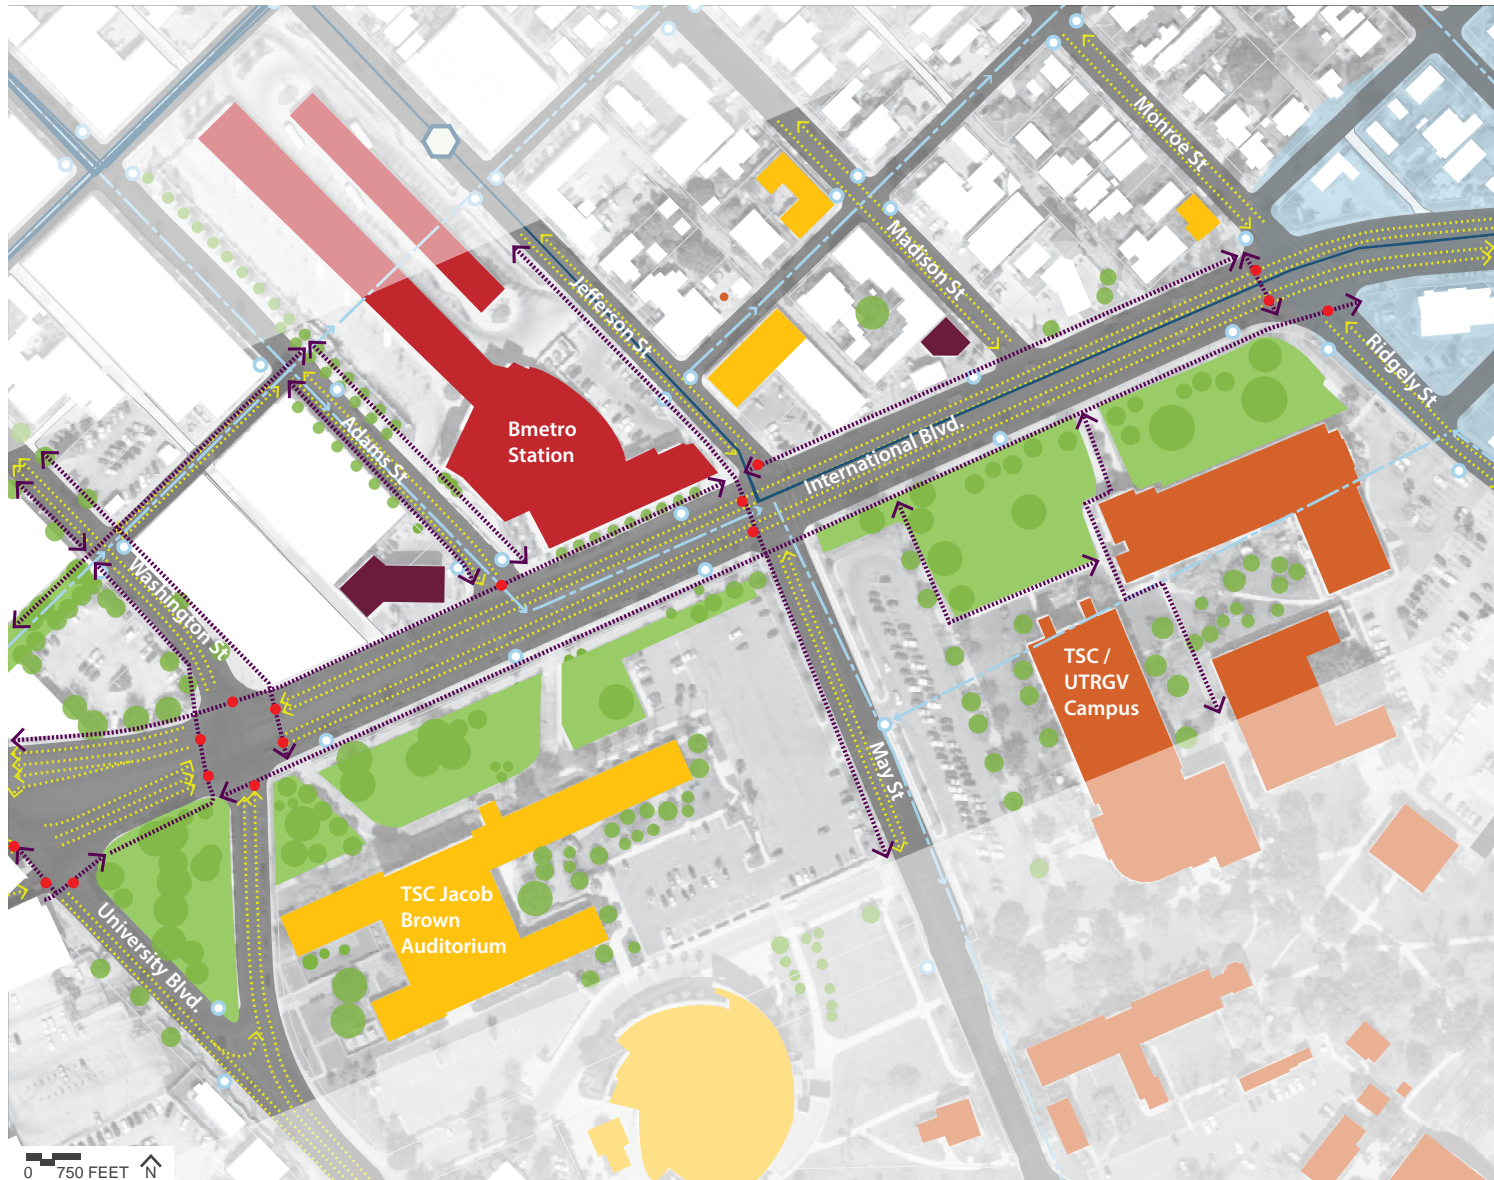 Monroe St
Madison St
Jefferson St
Ridgely St
Bmetro
Station
Adams St
International Blvd.
Washington St
TSC /
UTRGV
Campus
May St
TSC Jacob
Brown
Auditorium
University Blvd.
0 750 FEET N